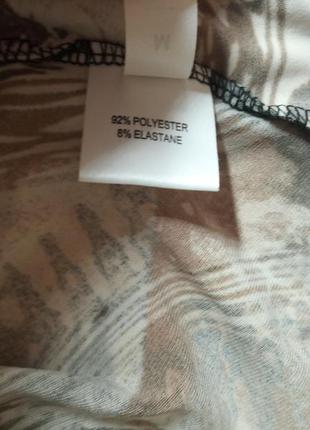 M
92% POLYESTER
8% ELASTANE